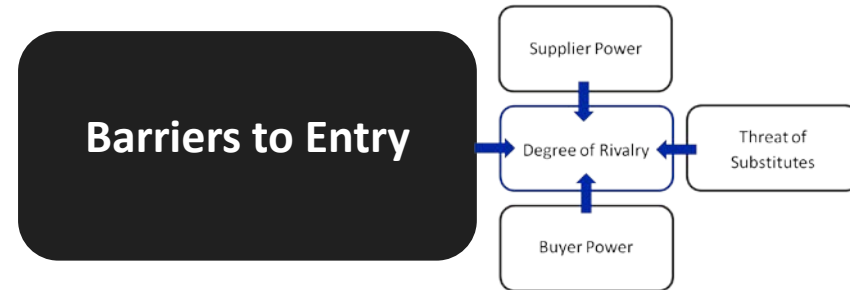 Supplier Power
Barriers to Entry
Degree of Rivalry
Threat of
Substitutes
Buyer Power